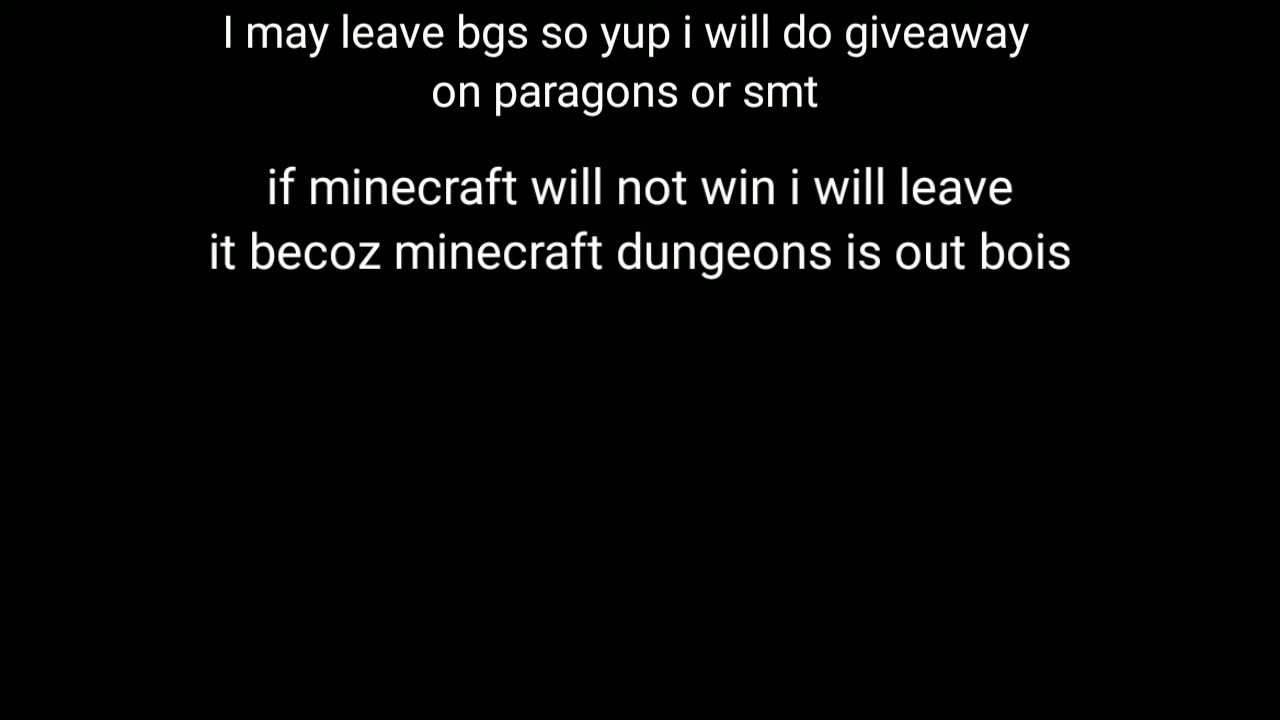 I may leave bgs so yup i will do giveaway
on paragons or smt
if minecraft will not win i will leave
it becoz minecraft dungeons is out bois